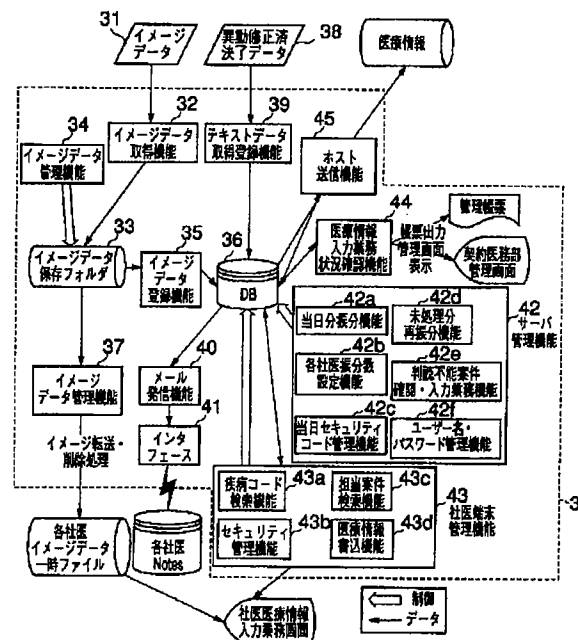 31
イメージ
データ
異動修正済
決了データ
38
医療情報
32
イメージデータ
取得機能
39
テキストデータ
取得登録機能
45
ホスト
送信機能
34
イメージデータ
管理機能
33
イメージデータ
保存フォルダ
35
イメージ
データ
登録機能
36
DB
44
医療情報
入力業務
状況確認機能
帳票出力
管理画面
表示
管理帳票
契約医務部
管理画面
37
イメージ
データ管理機能
イメージ転送・
削除処理
40
メール
発信機能
41
インタ
フェース
42a
当日分振分機能
42b
各社医振分数
設定機能
42c
当日セキュリティ
コード管理機能
42d
未処理分
再振分機能
42e
判読不能案件
確認・入力業務機能
42f
ユーザー名・
パスワード管理機能
42
サーバ
管理機能
43a
疾病コード
検索機能
43b
セキュリティ
管理機能
43c
担当案件
検索機能
43d
医療情報
書込機能
43
社医端末
管理機能
3
各社医
イメージデータ
一時ファイル
各社医
Notes
社医医療情報
入力業務画面
制御
データ